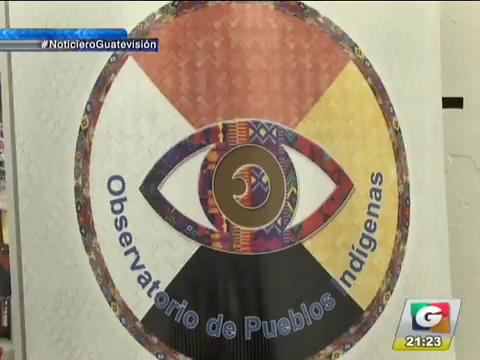 #NoticieroGuatevisión
Observatorio de Pueblos Indígenas
G
21:23